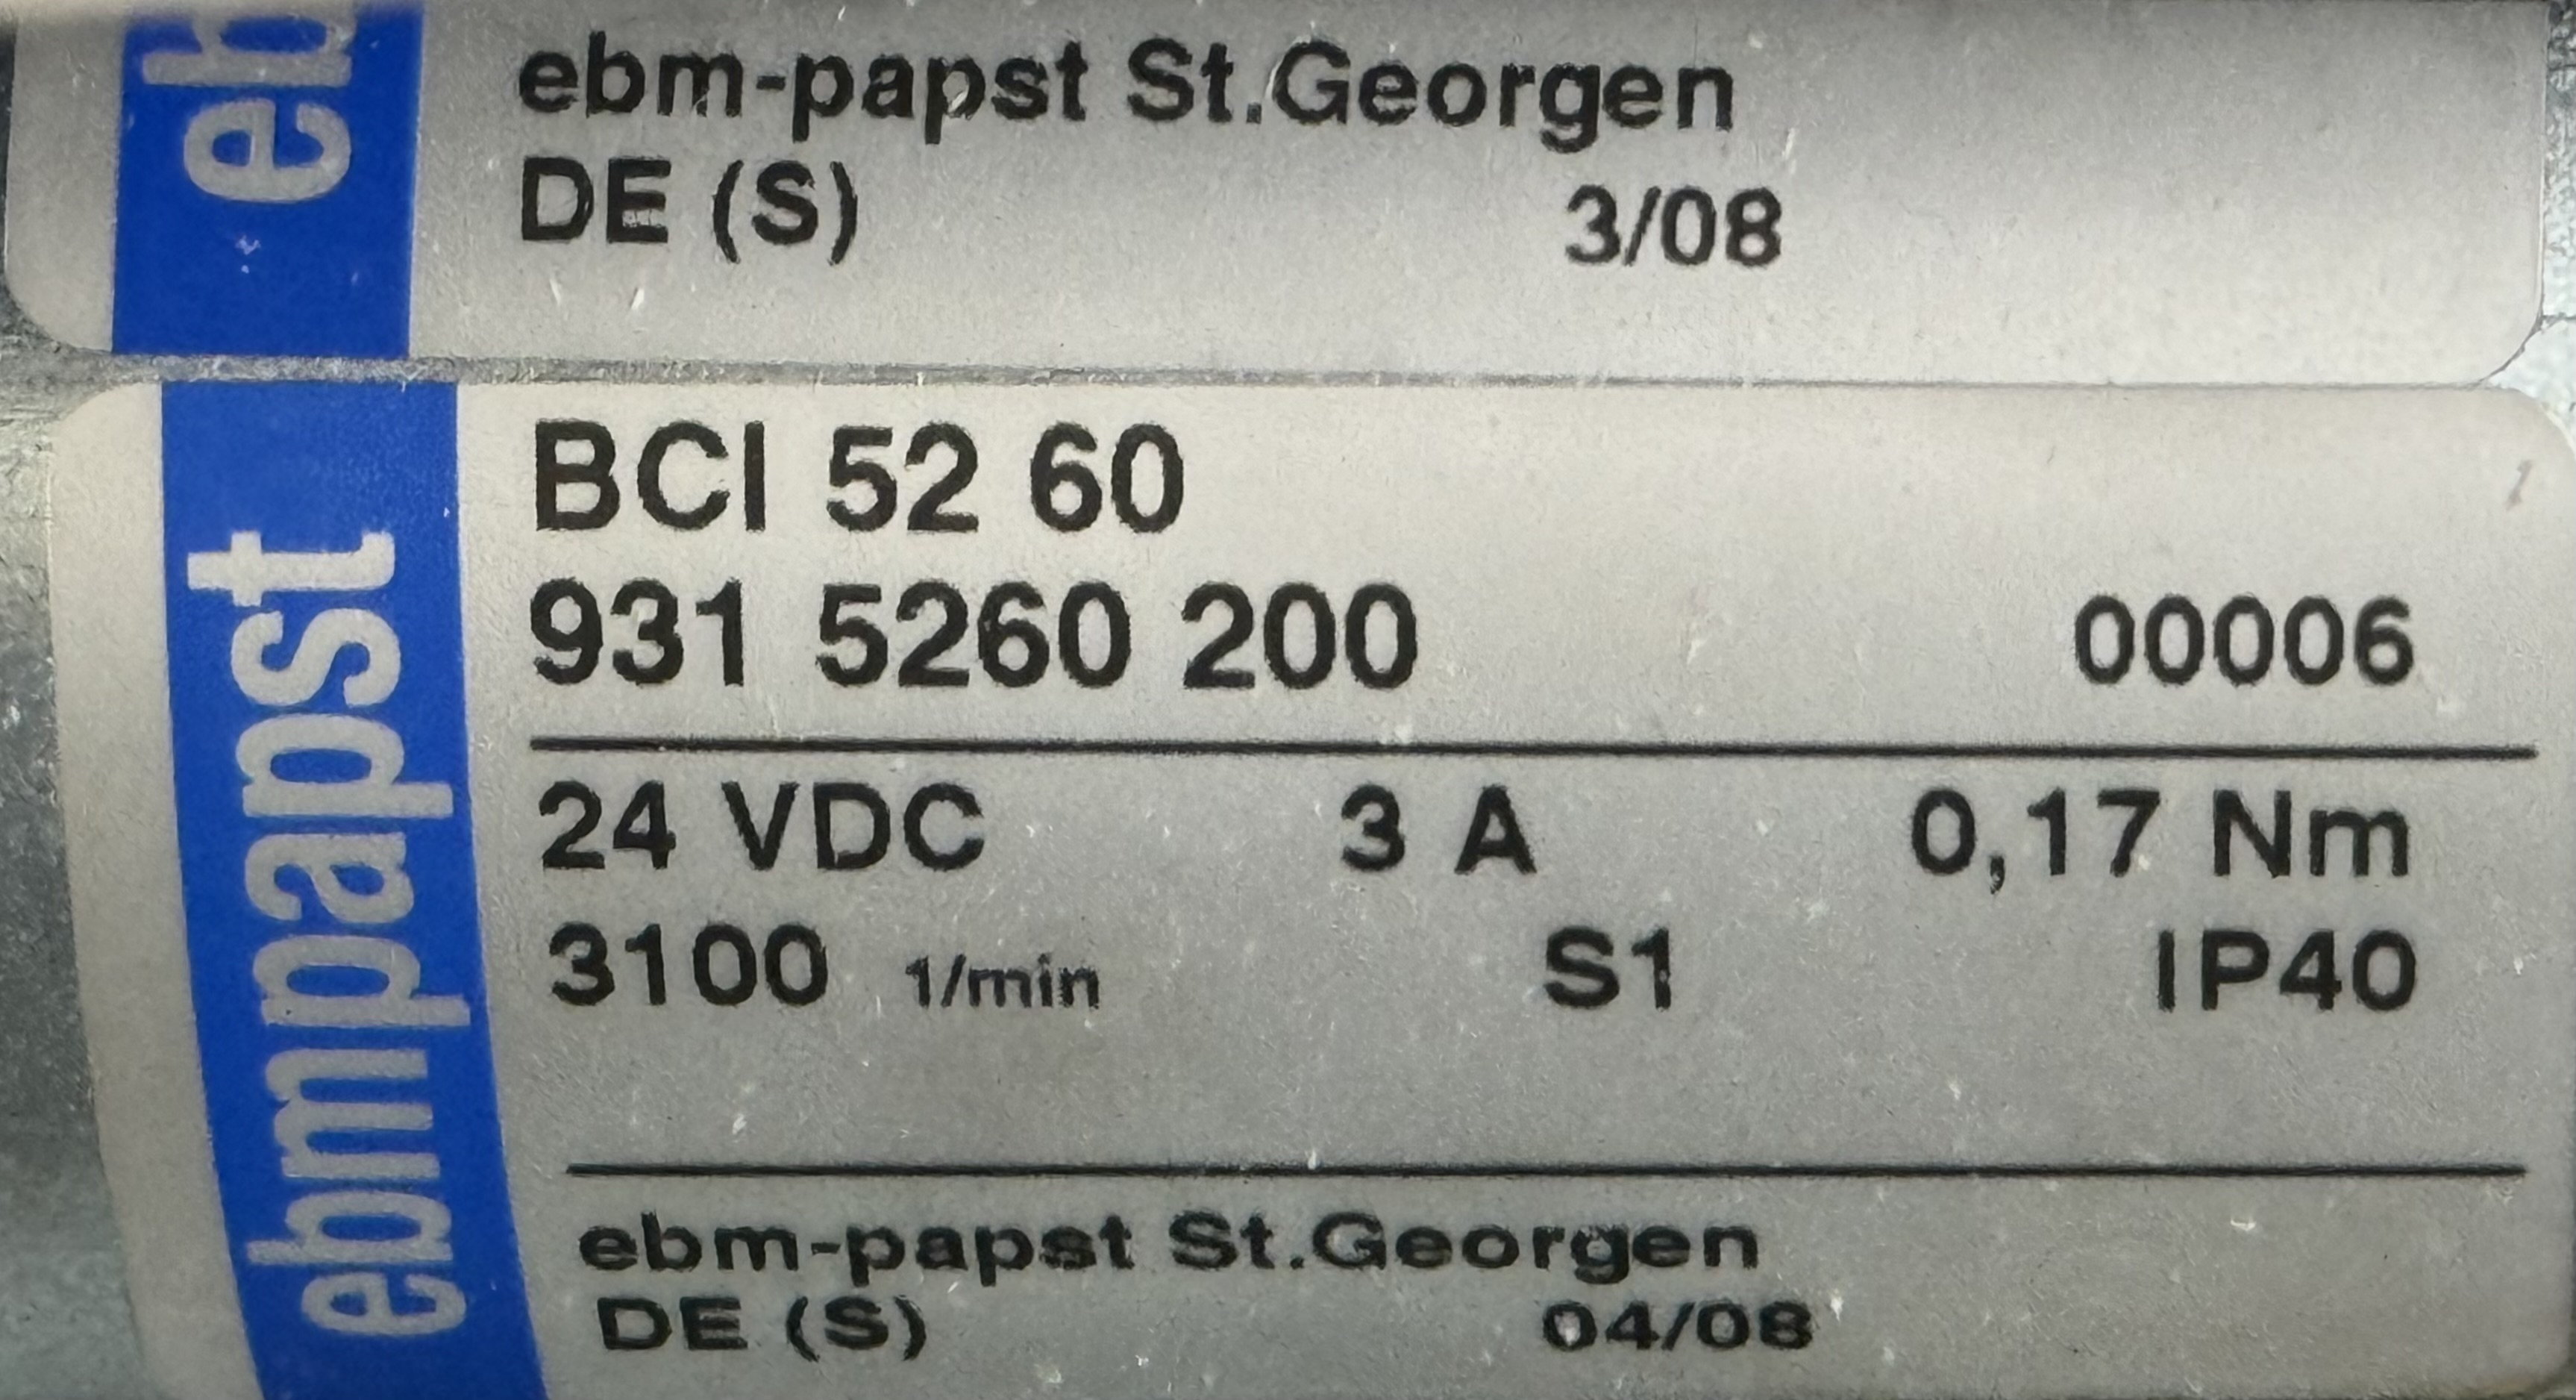 eb
ebm-papst St.Georgen
DE (S) 3/08
ebmpapst
BCI 52 60
931 5260 200 00006
24 VDC 3 A 0,17 Nm
3100 1/min S1 IP40
ebm-papst St.Georgen
DE (S) 04/08